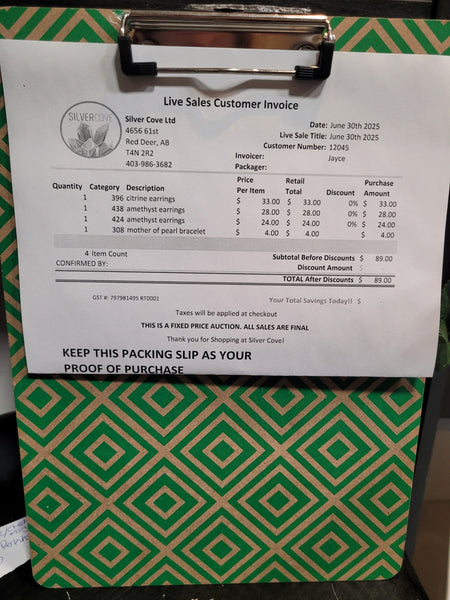 Live Sales Customer Invoice
SILVERCOVE
Silver Cove Ltd
4656 61st
Red Deer, AB
T4N 2R2
403-986-3682
Date: June 30th 2025
Live Sale Title: June 30th 2025
Customer Number: 12045
Invoicer: Jayce
Packager:
Quantity Category Description Price Per Item Retail Total Discount Purchase Amount
1 396 citrine earrings $ 33.00 $ 33.00 0% $ 33.00
1 438 amethyst earrings $ 28.00 $ 28.00 0% $ 28.00
1 424 amethyst earrings $ 24.00 $ 24.00 0% $ 24.00
1 308 mother of pearl bracelet $ 4.00 $ 4.00 $ 4.00
4 Item Count Subtotal Before Discounts $ 89.00
CONFIRMED BY: Discount Amount $ -
TOTAL After Discounts $ 89.00
GST #: 797981495 RT0001 Your Total Savings Today!! $ -
Taxes will be applied at checkout
THIS IS A FIXED PRICE AUCTION. ALL SALES ARE FINAL
Thank you for Shopping at Silver Cove!
KEEP THIS PACKING SLIP AS YOUR
PROOF OF PURCHASE